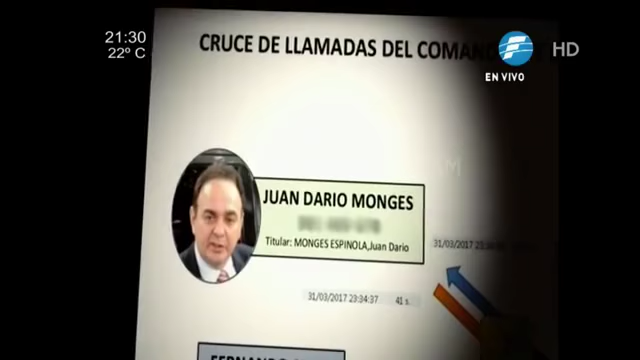 21:30
22° C
HD
EN VIVO
CRUCE DE LLAMADAS DEL
JUAN DARIO MONGES
Titular: MONGES ESPINOLA,Juan Dario
31/03/2017
31/03/2017 23:34:37 41 s.
FERNANDO